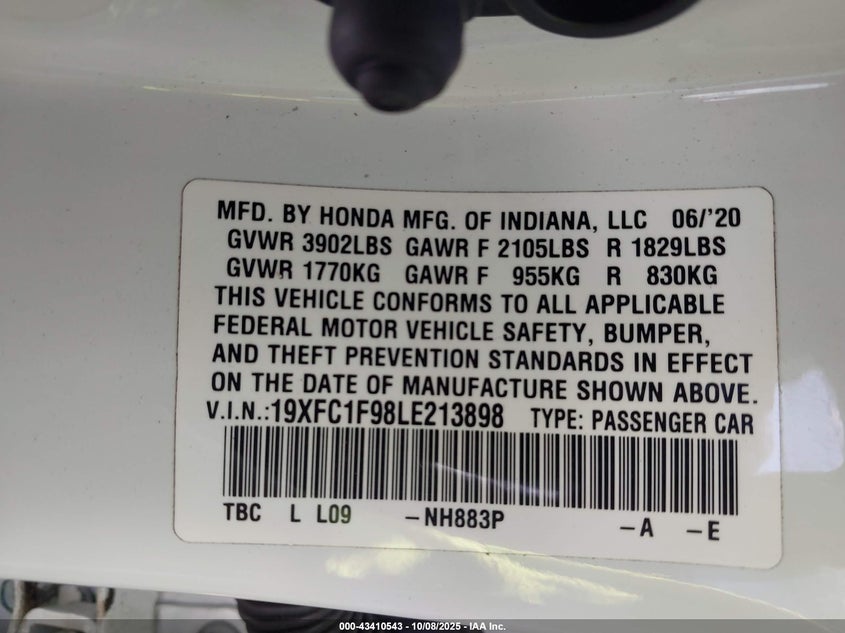 MFD. BY HONDA MFG. OF INDIANA, LLC 06/'20
GVWR 3902LBS GAWR F 2105LBS R 1829LBS
GVWR 1770KG GAWR F 955KG R 830KG
THIS VEHICLE CONFORMS TO ALL APPLICABLE
FEDERAL MOTOR VEHICLE SAFETY, BUMPER,
AND THEFT PREVENTION STANDARDS IN EFFECT
ON THE DATE OF MANUFACTURE SHOWN ABOVE.
V.I.N.:19XFC1F98LE213898 TYPE: PASSENGER CAR
TBC L L09 -NH883P -A -E
000-43410543 - 10/08/2025 - IAA Inc.